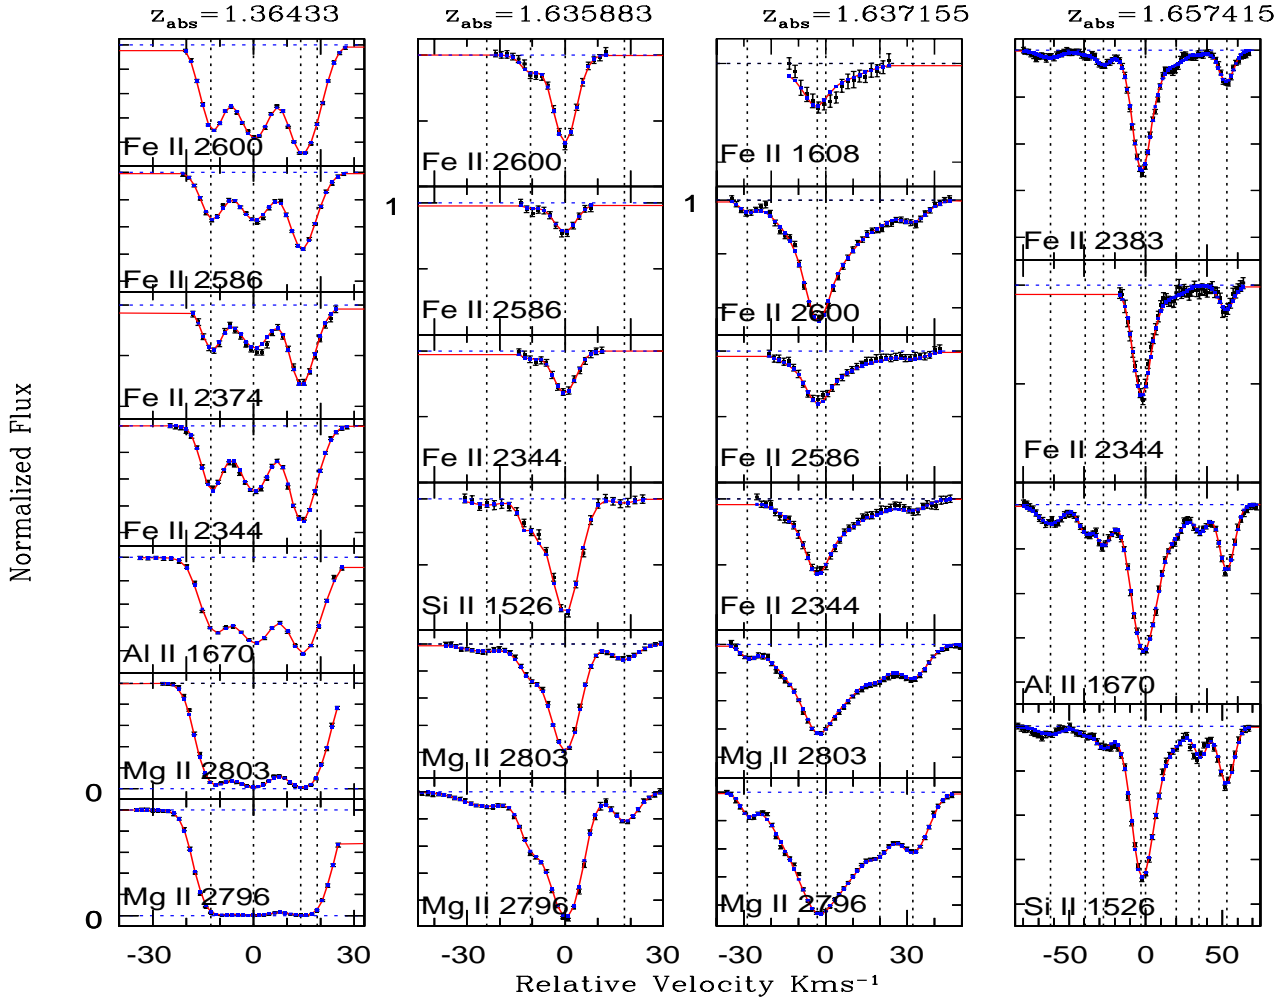 z_abs=1.36433
z_abs=1.635883
z_abs=1.637155
z_abs=1.657415
Normalized Flux
Fe II 2600
Fe II 2586
Fe II 2374
Fe II 2344
Al II 1670
Mg II 2803
0
Mg II 2796
0
-30 0 30
Fe II 2600
1
Fe II 2586
Fe II 2344
Si II 1526
Mg II 2803
Mg II 2796
-30 0 30
Fe II 1608
1
Fe II 2600
Fe II 2586
Fe II 2344
Mg II 2803
Mg II 2796
-30 0 30
Fe II 2383
Fe II 2344
Al II 1670
Si II 1526
-50 0 50
Relative Velocity Kms⁻¹